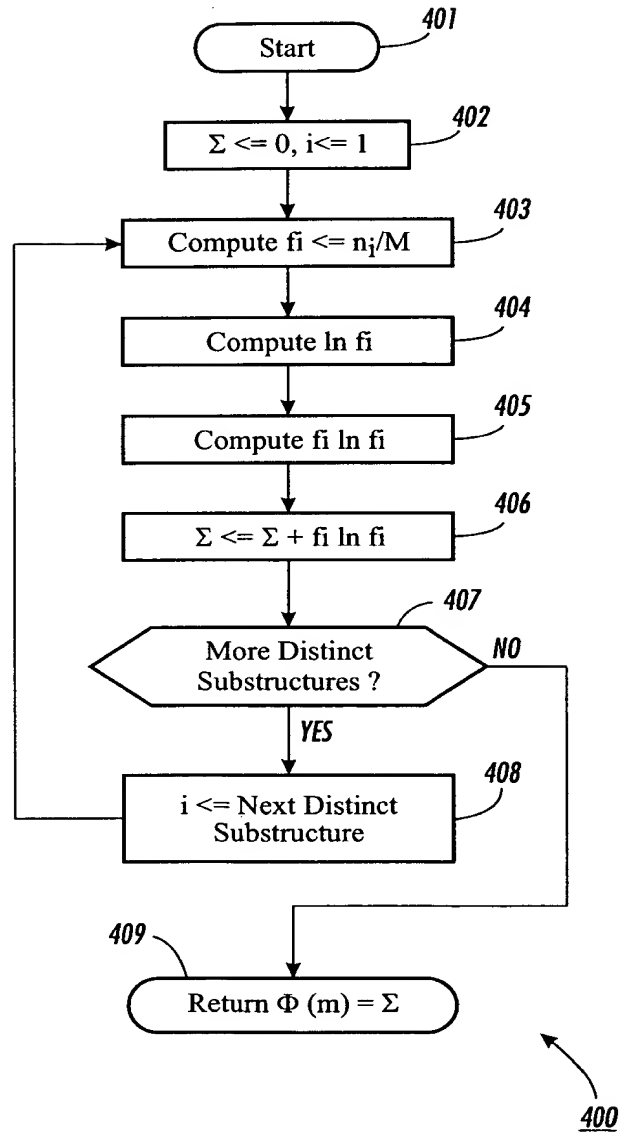 401
Start
402
Σ <= 0, i<= 1
403
Compute fi <= nᵢ/M
404
Compute ln fi
405
Compute fi ln fi
406
Σ <= Σ + fi ln fi
407
More Distinct
Substructures ?
NO
YES
408
i <= Next Distinct
Substructure
409
Return Φ (m) = Σ
400